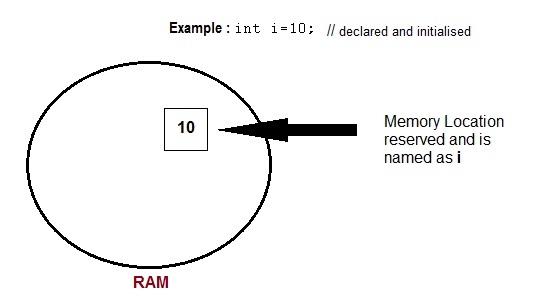 Example : int i=10; // declared and initialised
10
Memory Location
reserved and is
named as i
RAM